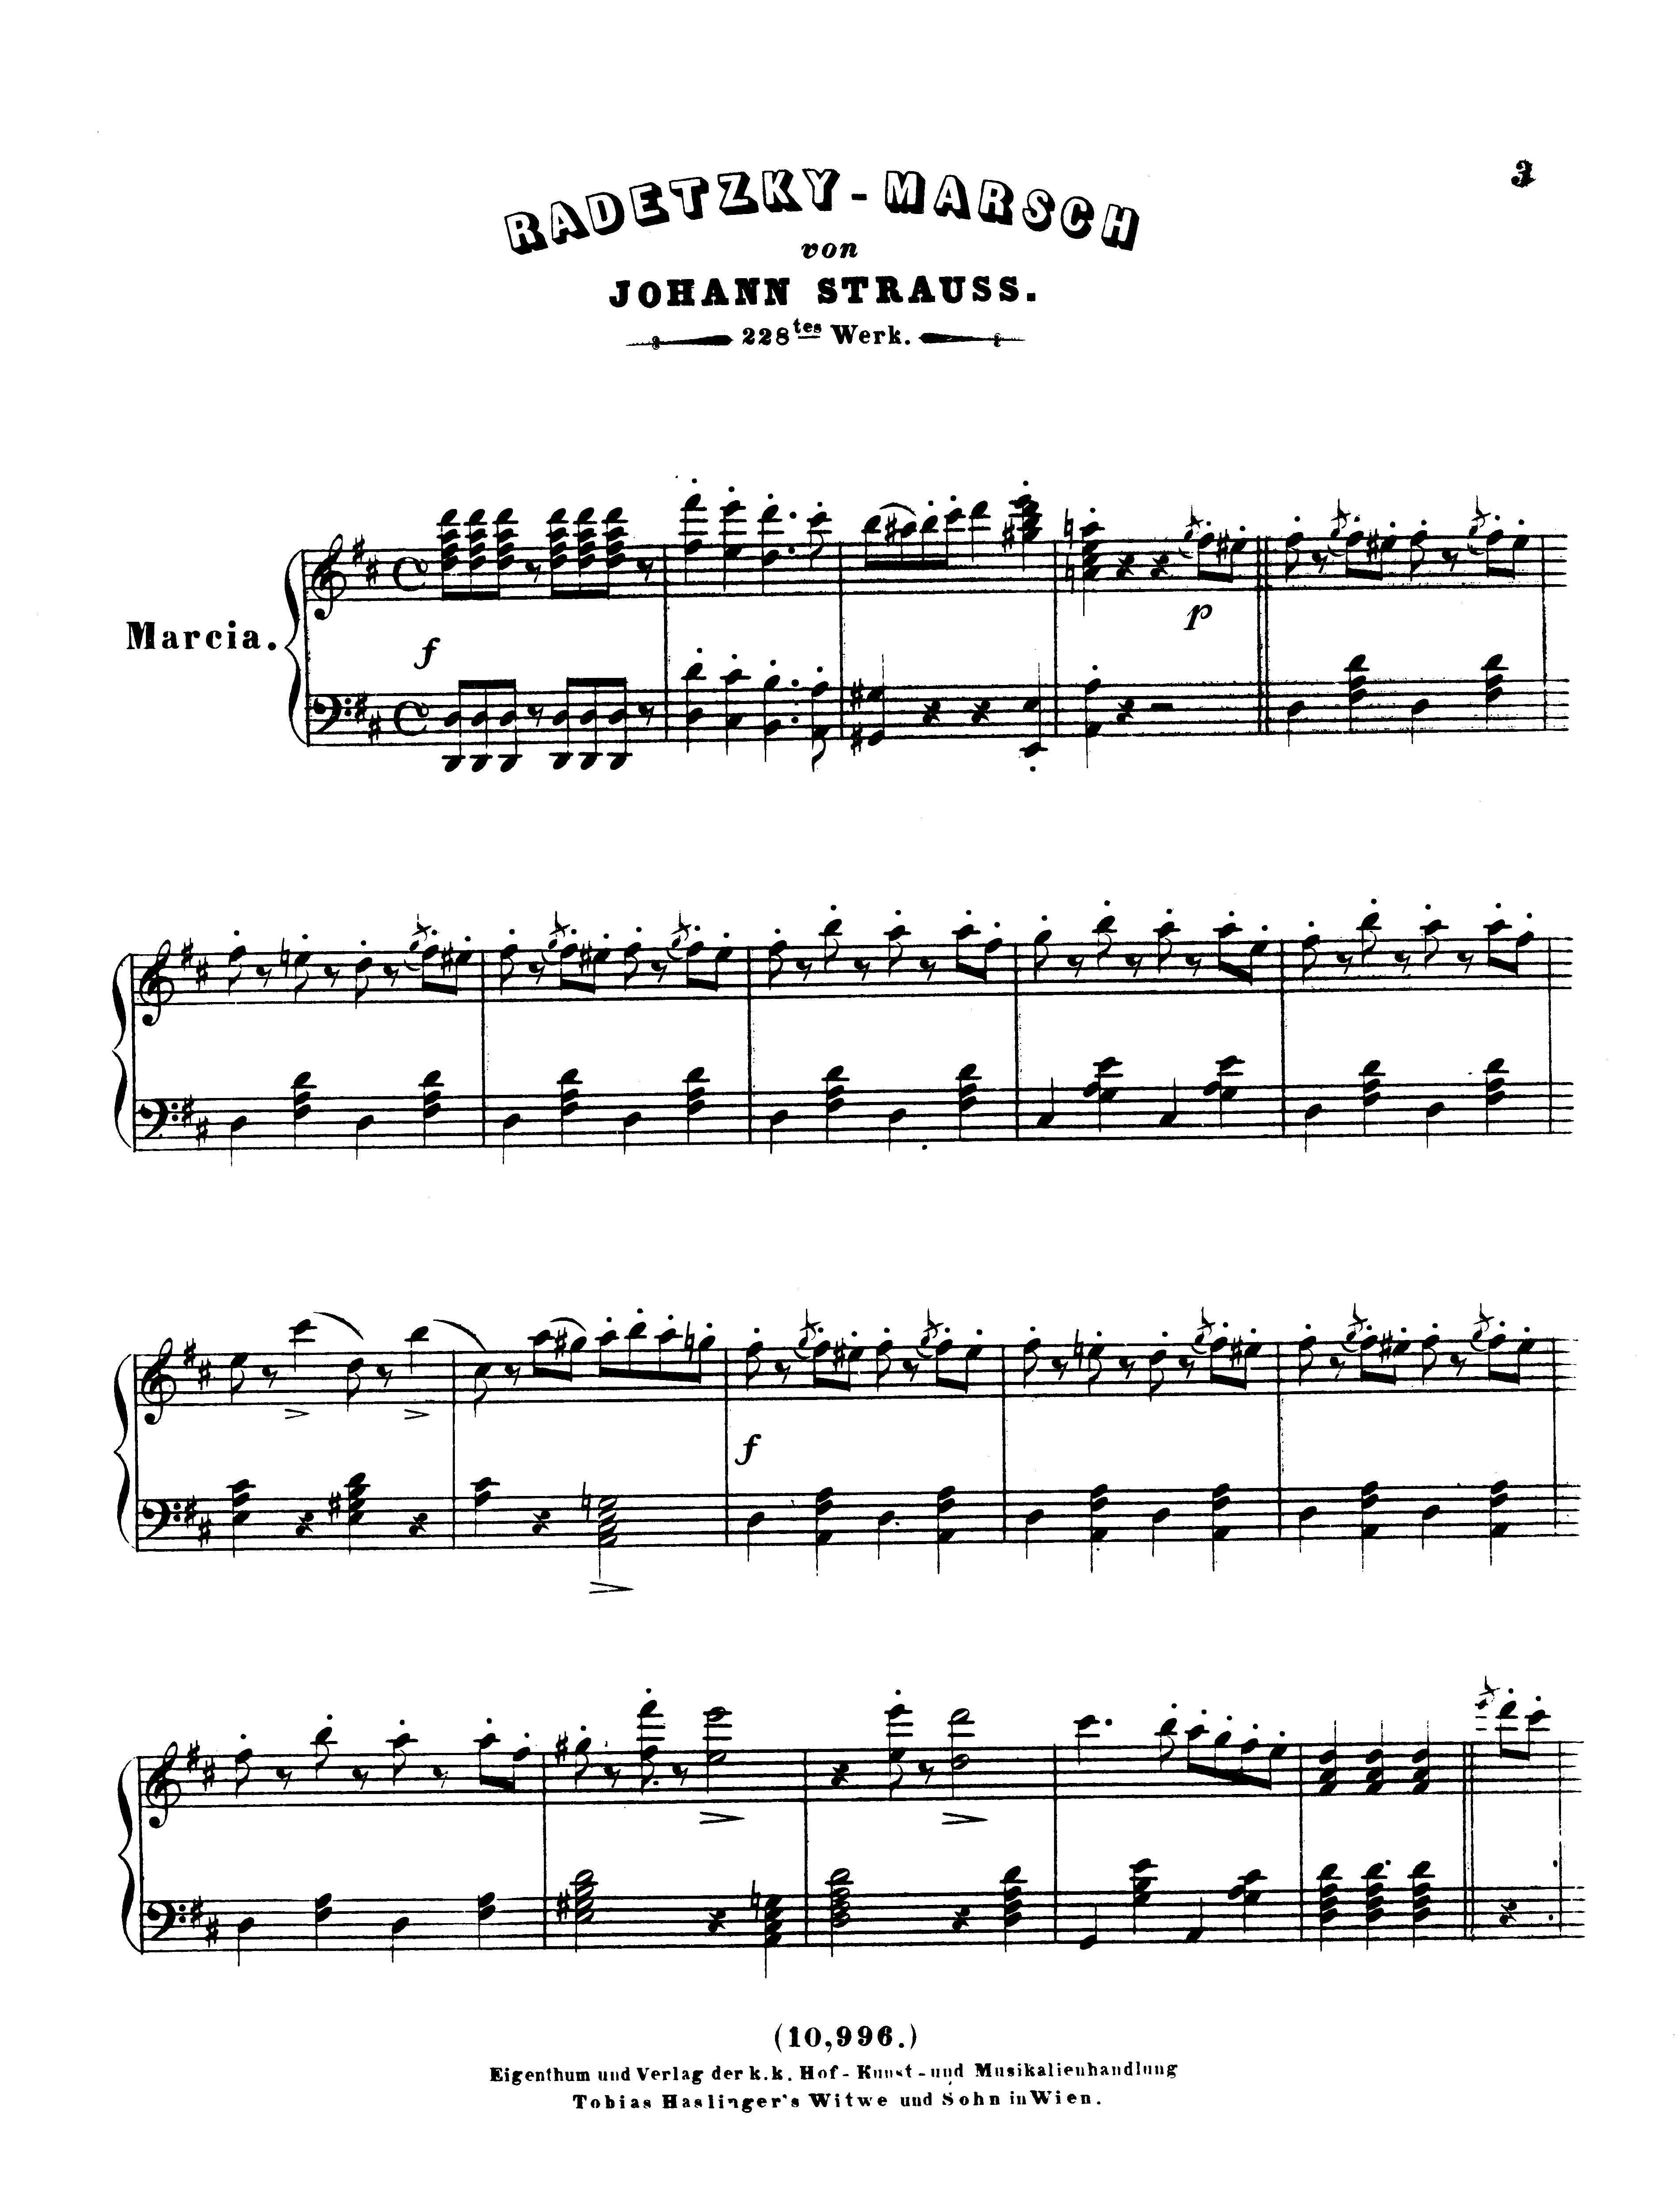 3
RADETZKY-MARSCH
von
JOHANN STRAUSS.
228tes Werk.
Marcia.
f
p
f
(10,996.)
Eigenthum und Verlag der k.k. Hof-Kunst-und Musikalienhandlung
Tobias Haslinger's Witwe und Sohn in Wien.